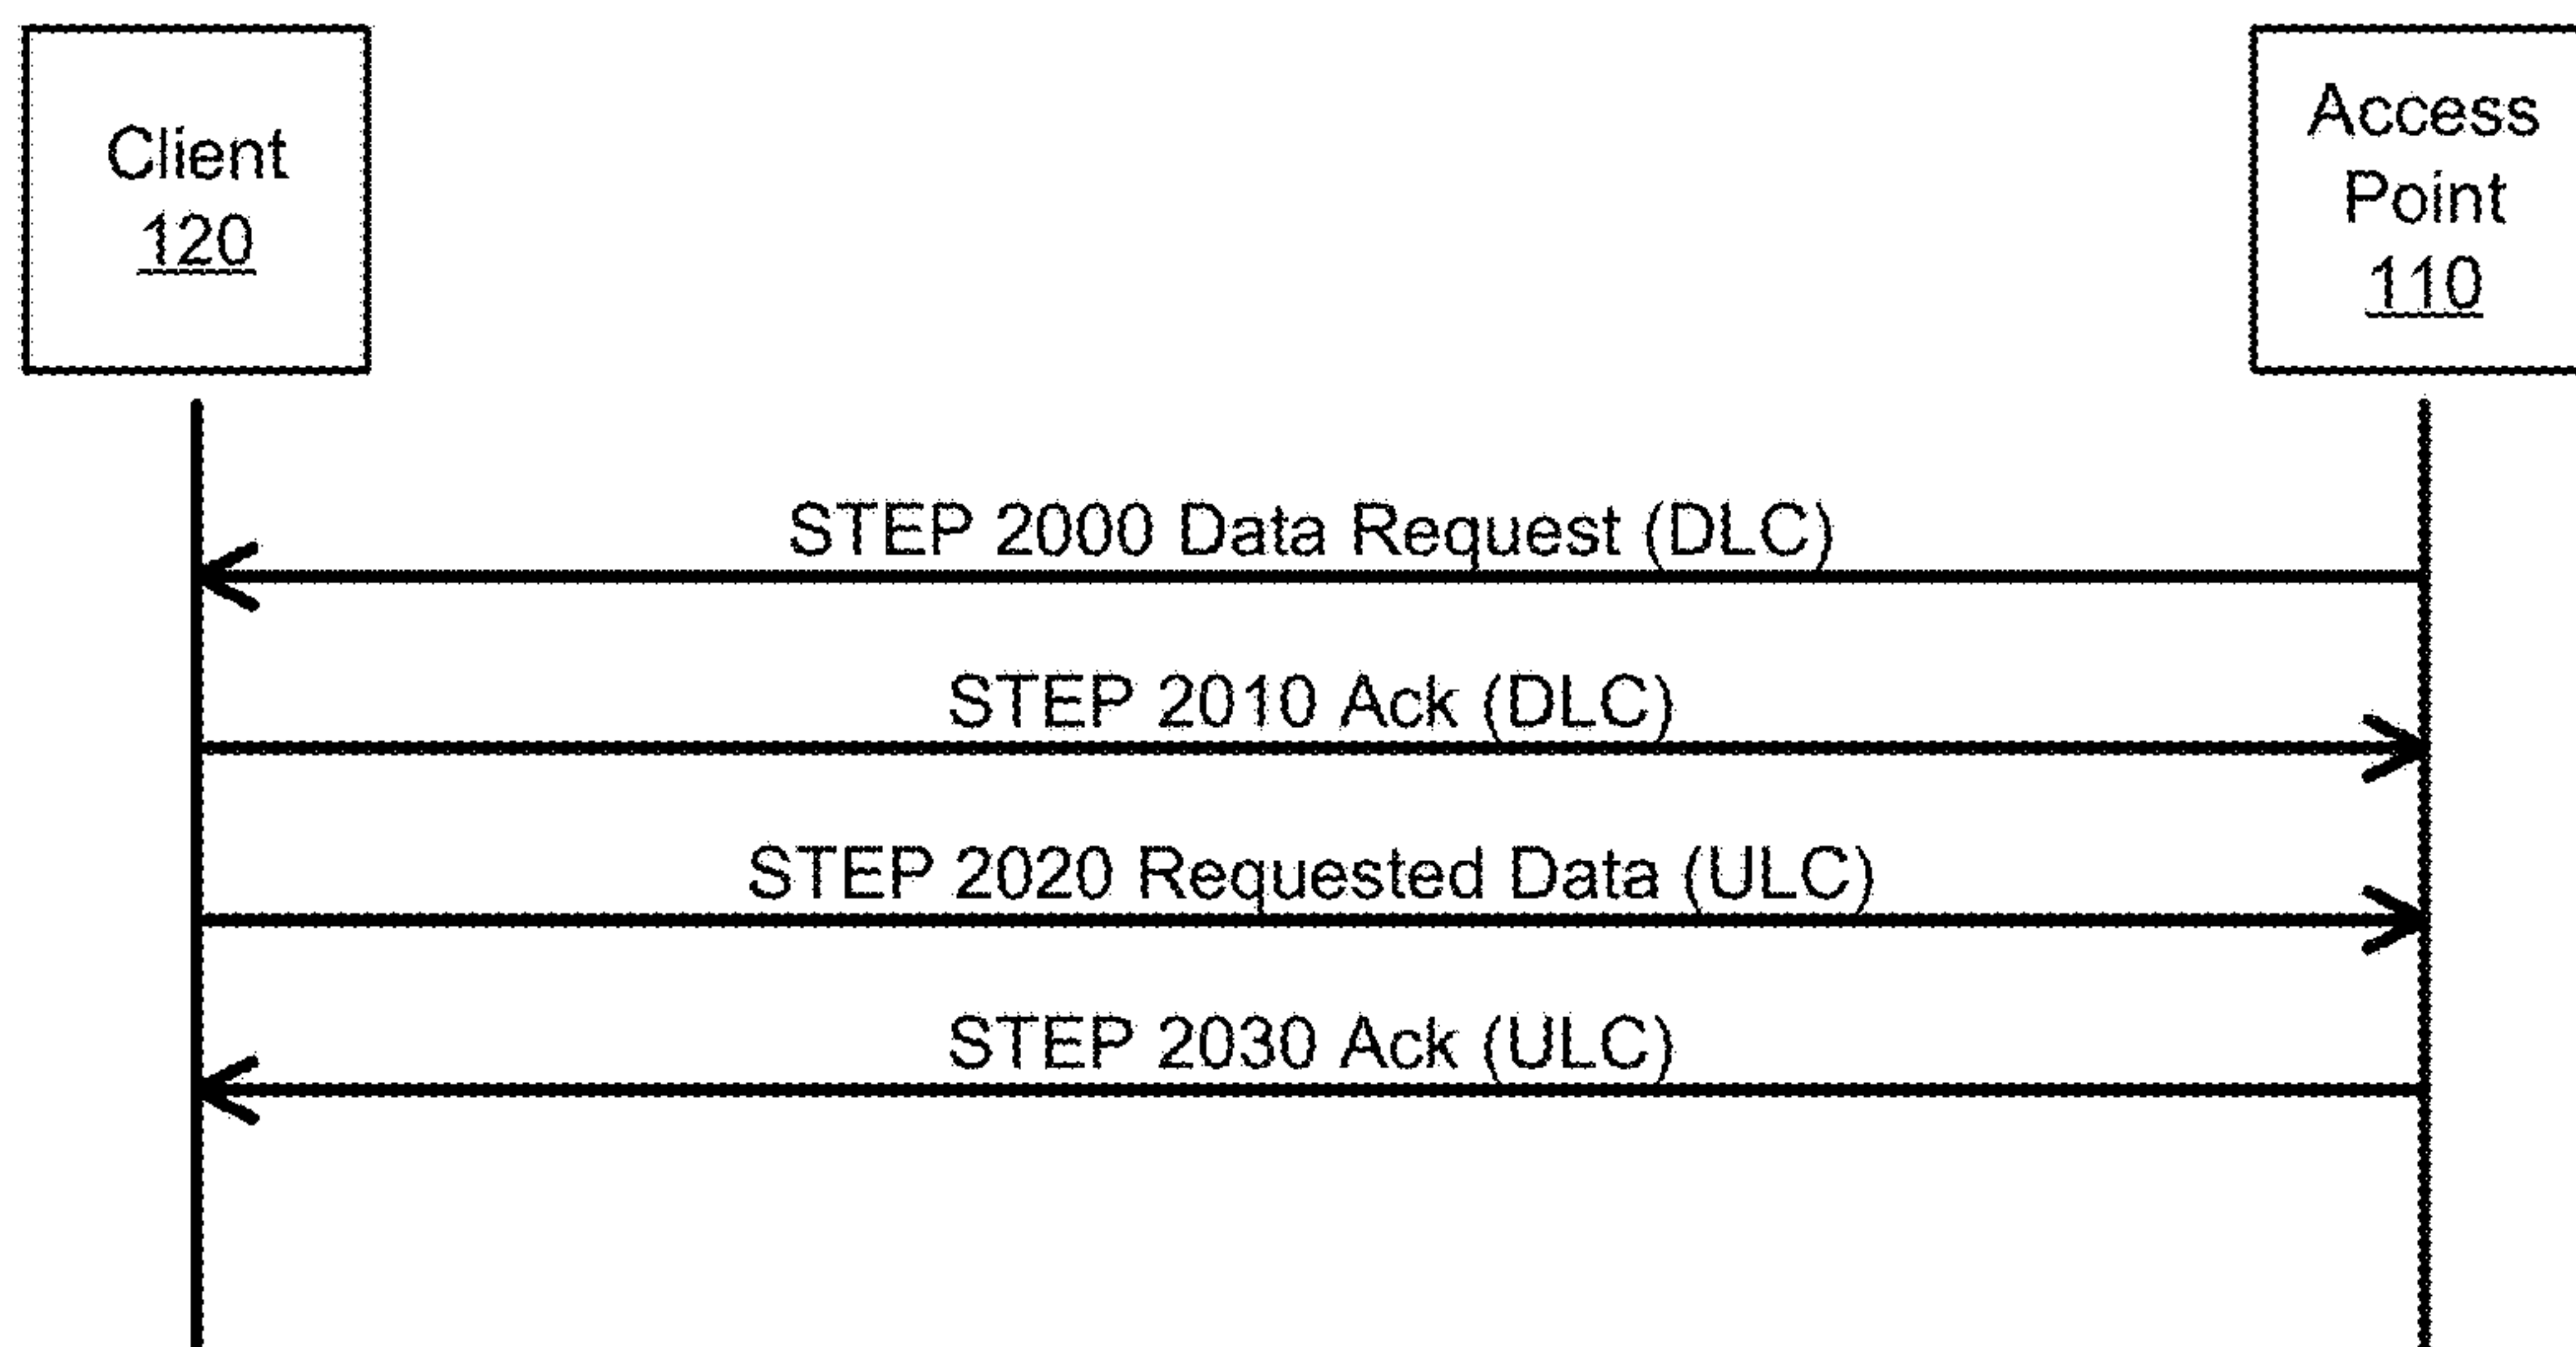 Client
120
Access
Point
110
STEP 2000 Data Request (DLC)
STEP 2010 Ack (DLC)
STEP 2020 Requested Data (ULC)
STEP 2030 Ack (ULC)